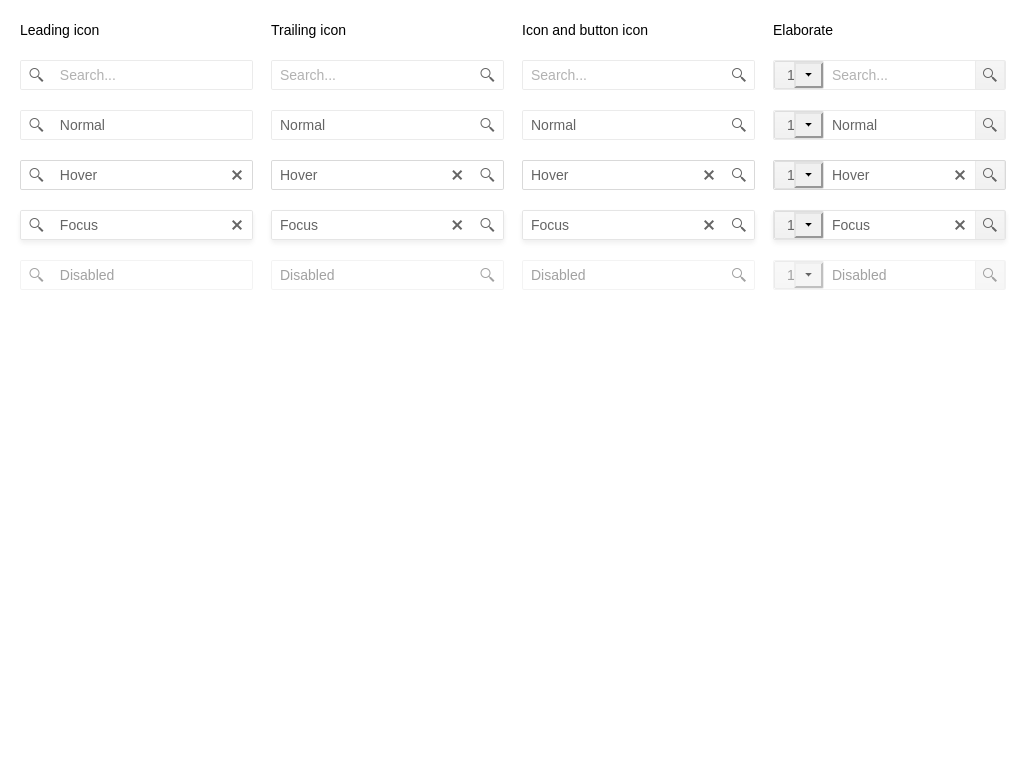 Leading icon Trailing icon Icon and button icon Elaborate
Search... Search... Search... 1 Search...
Normal Normal Normal 1 Normal
Hover Hover Hover 1 Hover
Focus Focus Focus 1 Focus
Disabled Disabled Disabled 1 Disabled